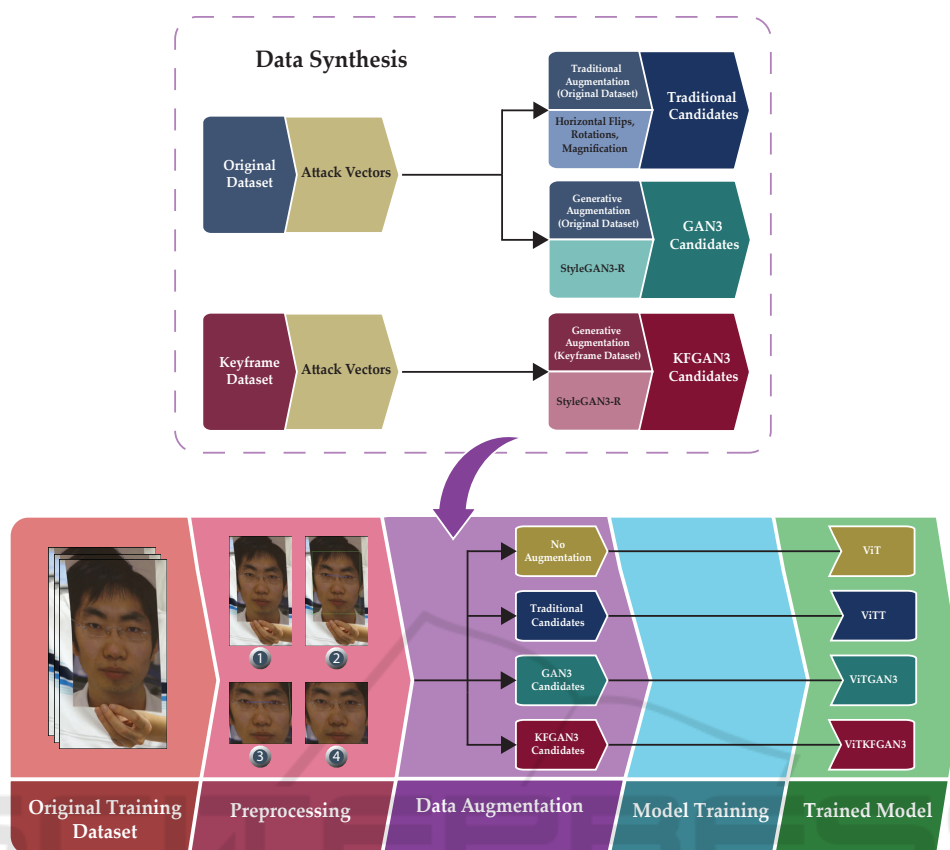 Data Synthesis
Original
Dataset
Attack Vectors
Traditional
Augmentation
(Original Dataset)
Horizontal Flips,
Rotations,
Magnification
Traditional
Candidates
Generative
Augmentation
(Original Dataset)
StyleGAN3-R
GAN3
Candidates
Keyframe
Dataset
Attack Vectors
Generative
Augmentation
(Keyframe Dataset)
StyleGAN3-R
KFGAN3
Candidates
1
2
3
4
No
Augmentation
ViT
Traditional
Candidates
ViTT
GAN3
Candidates
ViTGAN3
KFGAN3
Candidates
ViTKFGAN3
Original Training
Dataset
Preprocessing
Data Augmentation
Model Training
Trained Model